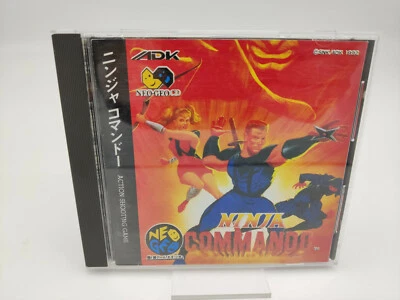 ニンジャコマンドー
ACTION SHOOTING GAME
ADK
NEO・GEO CD
NINJA
COMMANDO
TM
NEO
GEO